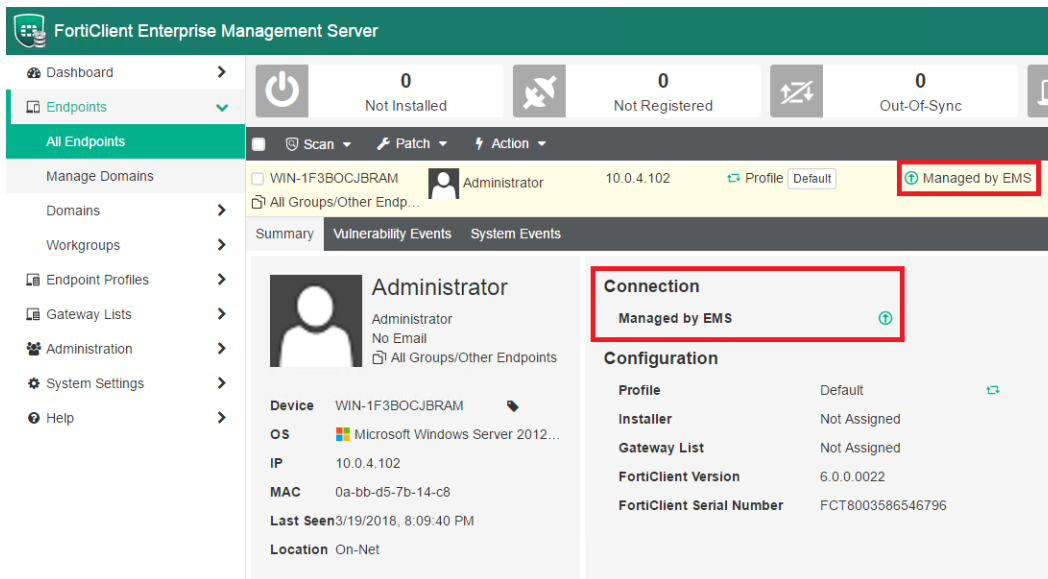 FortiClient Enterprise Management Server
Dashboard
Endpoints
All Endpoints
Manage Domains
Domains
Workgroups
Endpoint Profiles
Gateway Lists
Administration
System Settings
Help
0
Not Installed
0
Not Registered
0
Out-Of-Sync
Scan Patch Action
WIN-1F3BOCJBRAM Administrator 10.0.4.102 Profile Default Managed by EMS
All Groups/Other Endp...
Summary Vulnerability Events System Events
Administrator
Administrator
No Email
All Groups/Other Endpoints
Device WIN-1F3BOCJBRAM
OS Microsoft Windows Server 2012...
IP 10.0.4.102
MAC 0a-bb-d5-7b-14-c8
Last Seen 3/19/2018, 8:09:40 PM
Location On-Net
Connection
Managed by EMS
Configuration
Profile Default
Installer Not Assigned
Gateway List Not Assigned
FortiClient Version 6.0.0.0022
FortiClient Serial Number FCT8003586546796